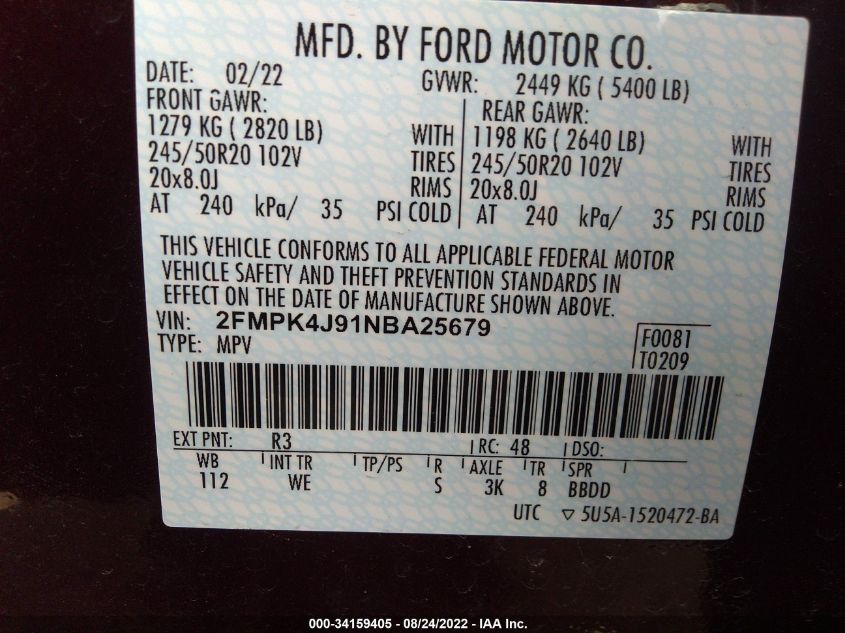 MFD. BY FORD MOTOR CO.
DATE: 02/22 GVWR: 2449 KG ( 5400 LB)
FRONT GAWR: REAR GAWR:
1279 KG ( 2820 LB) WITH 1198 KG ( 2640 LB) WITH
245/50R20 102V TIRES 245/50R20 102V TIRES
20x8.0J RIMS 20x8.0J RIMS
AT 240 kPa/ 35 PSI COLD AT 240 kPa/ 35 PSI COLD
THIS VEHICLE CONFORMS TO ALL APPLICABLE FEDERAL MOTOR
VEHICLE SAFETY AND THEFT PREVENTION STANDARDS IN
EFFECT ON THE DATE OF MANUFACTURE SHOWN ABOVE.
VIN: 2FMPK4J91NBA25679 F0081
TYPE: MPV T0209
EXT PNT: R3 RC: 48 DSO:
WB INT TR TP/PS R AXLE TR SPR
112 WE S 3K 8 BBDD
UTC ▽ 5U5A-1520472-BA
000-34159405 - 08/24/2022 - IAA Inc.